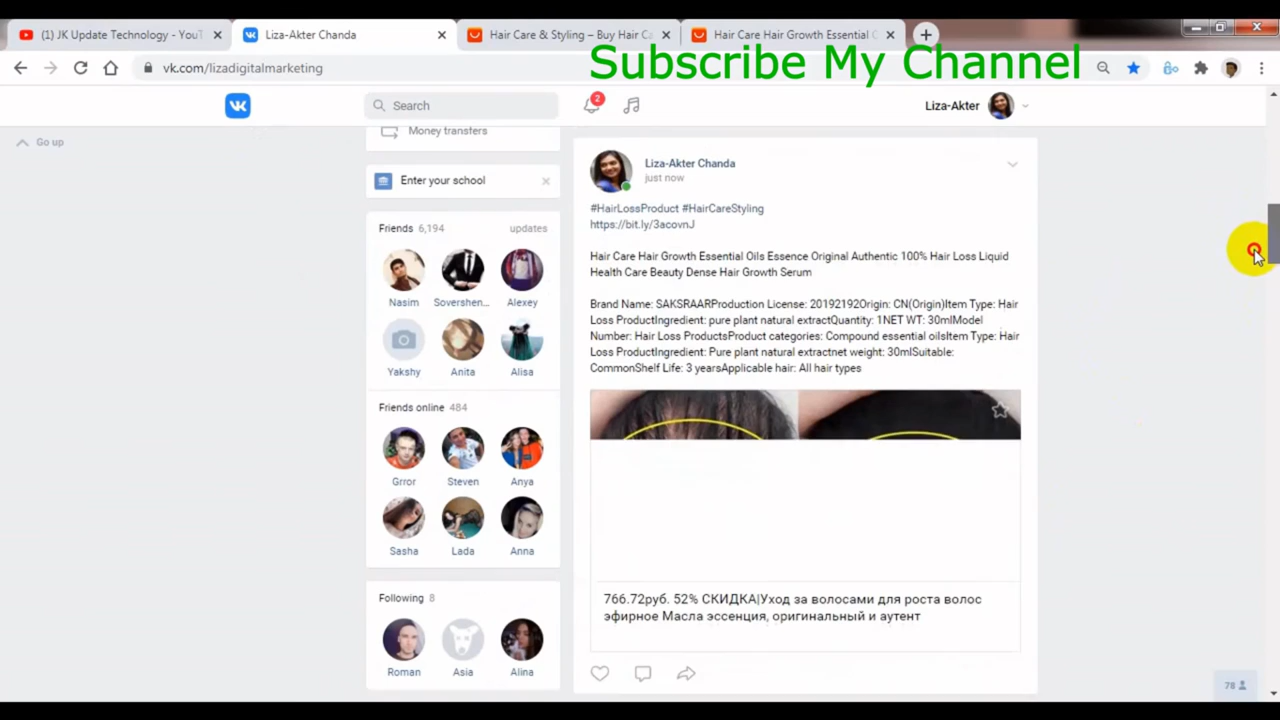 (1) JK Update Technology - YouT
Liza-Akter Chanda
Hair Care & Styling – Buy Hair Ca
Hair Care Hair Growth Essential O
Subscribe My Channel
vk.com/lizadigitalmarketing
Search
2
Liza-Akter
Go up
Money transfers
Enter your school
Friends 6,194
updates
Nasim
Sovershen...
Alexey
Yakshy
Anita
Alisa
Friends online 484
Grror
Steven
Anya
Sasha
Lada
Anna
Following 8
Roman
Asia
Alina
Liza-Akter Chanda
just now
#HairLossProduct #HairCareStyling
https://bit.ly/3acovnJ
Hair Care Hair Growth Essential Oils Essence Original Authentic 100% Hair Loss Liquid
Health Care Beauty Dense Hair Growth Serum
Brand Name: SAKSRAARProduction License: 20192192Origin: CN(Origin)Item Type: Hair
Loss ProductIngredient: pure plant natural extractQuantity: 1NET WT: 30mlModel
Number: Hair Loss ProductsProduct categories: Compound essential oilsItem Type: Hair
Loss ProductIngredient: Pure plant natural extractnet weight: 30mlSuitable:
CommonShelf Life: 3 yearsApplicable hair: All hair types
766.72руб. 52% СКИДКА|Уход за волосами для роста волос
эфирное Масла эссенция, оригинальный и аутент
78